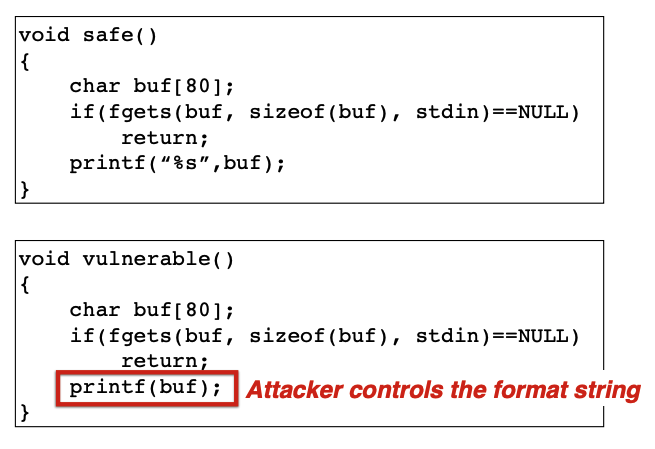 void safe()
{
char buf[80];
if(fgets(buf, sizeof(buf), stdin)==NULL)
return;
printf(“%s”,buf);
}
void vulnerable()
{
char buf[80];
if(fgets(buf, sizeof(buf), stdin)==NULL)
return;
printf(buf); Attacker controls the format string
}